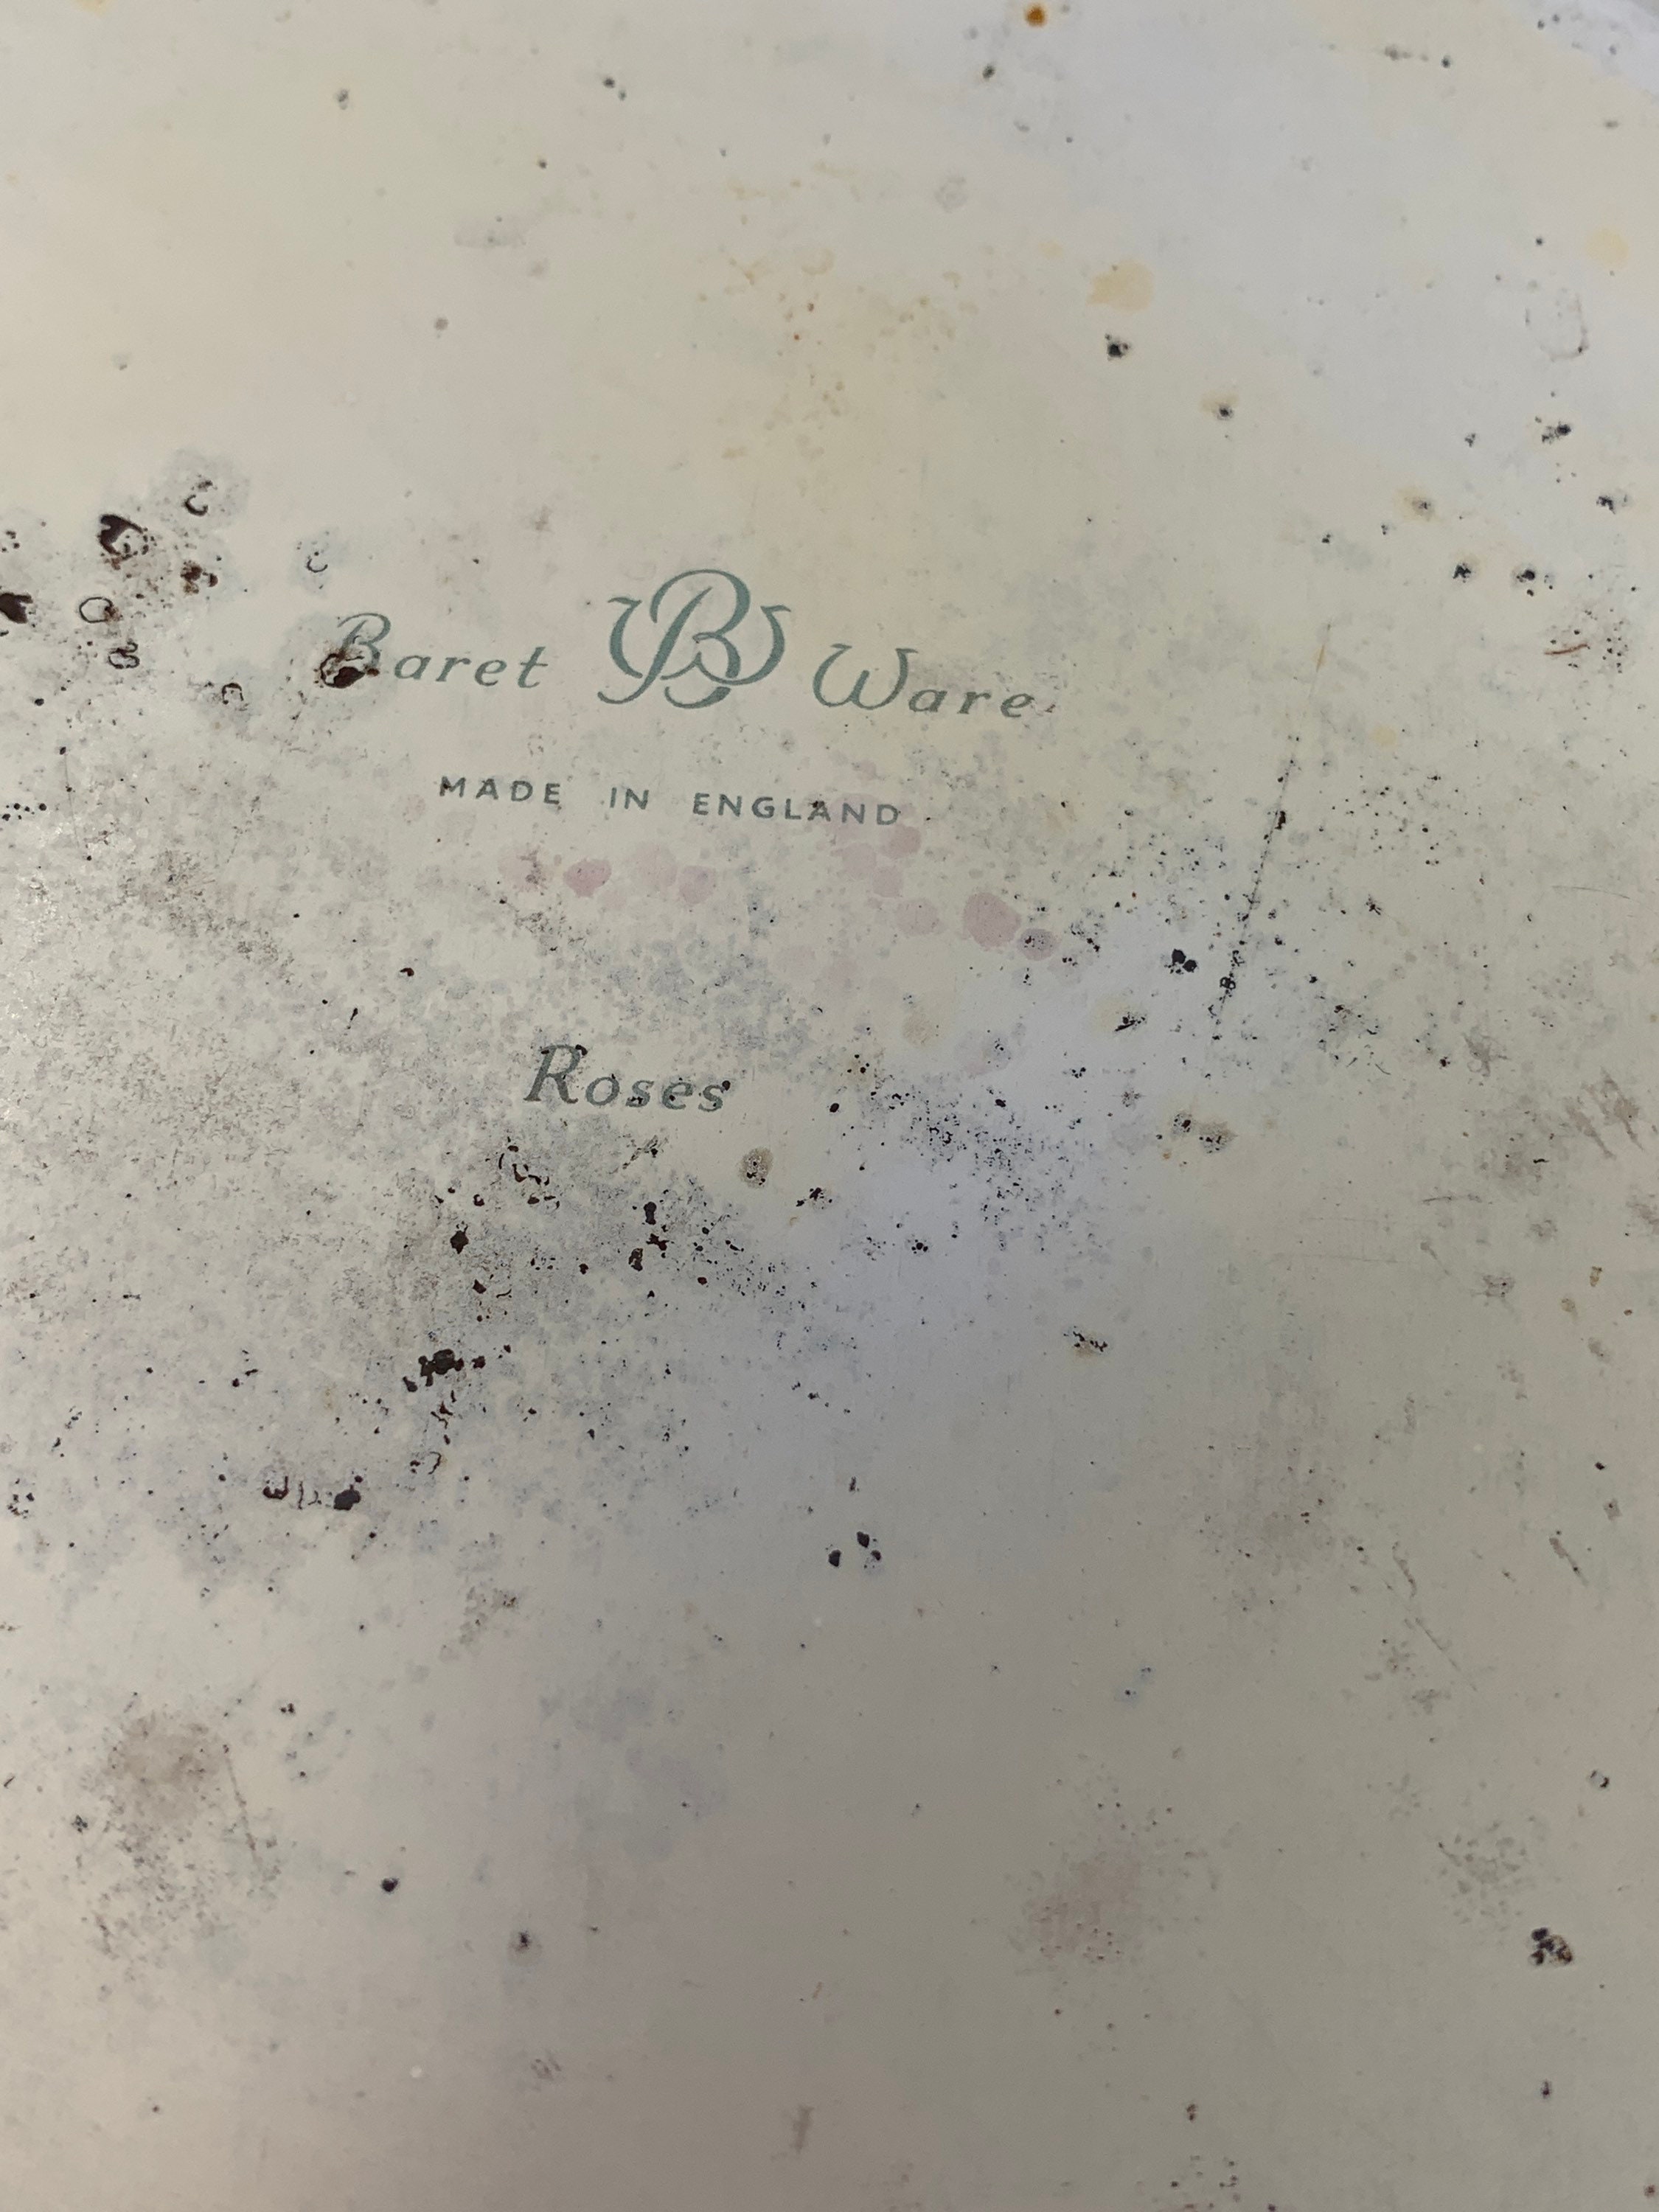 Baret BW Ware
MADE IN ENGLAND
Roses